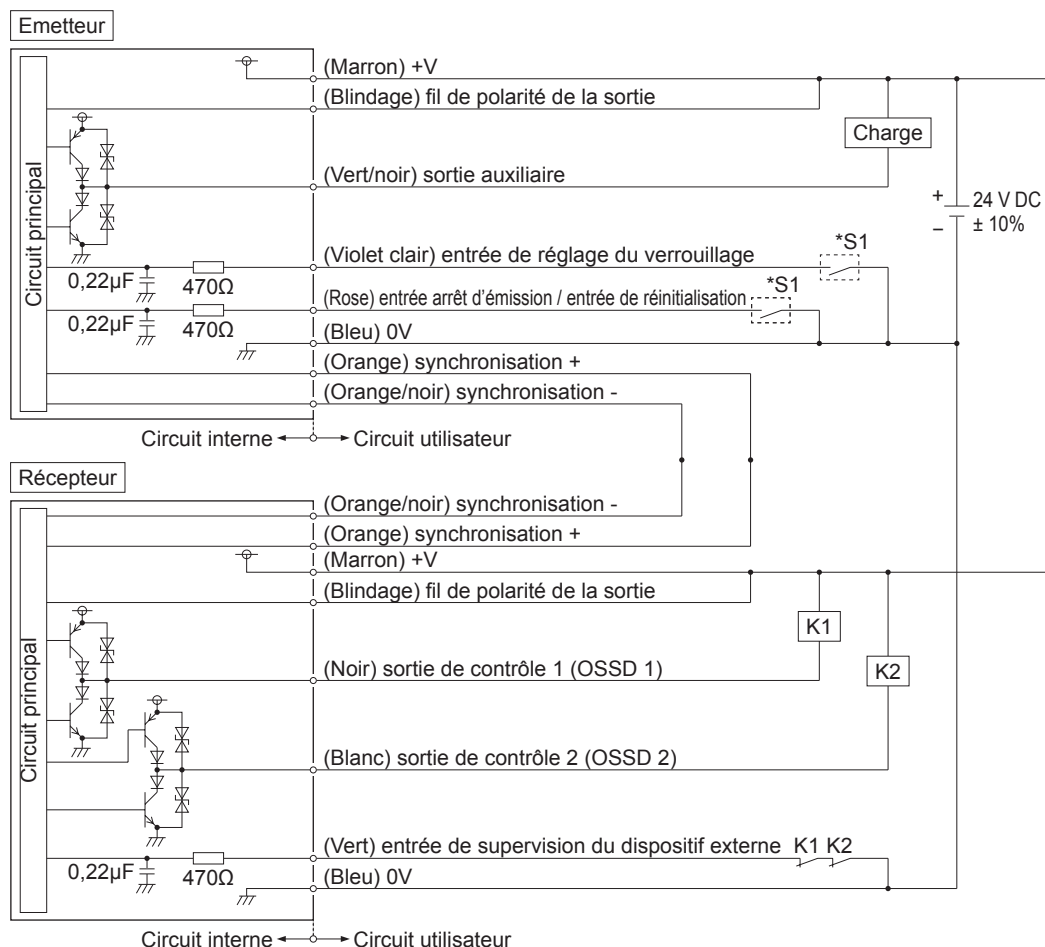 Emetteur
(Marron) +V
(Blindage) fil de polarité de la sortie
Charge
Circuit principal
(Vert/noir) sortie auxiliaire
+ 24 V DC
− ± 10%
(Violet clair) entrée de réglage du verrouillage
*S1
0,22µF
470Ω
(Rose) entrée arrêt d’émission / entrée de réinitialisation
*S1
0,22µF
470Ω
(Bleu) 0V
(Orange) synchronisation +
(Orange/noir) synchronisation -
Circuit interne
Circuit utilisateur
Récepteur
(Orange/noir) synchronisation -
(Orange) synchronisation +
(Marron) +V
(Blindage) fil de polarité de la sortie
K1
Circuit principal
(Noir) sortie de contrôle 1 (OSSD 1)
K2
(Blanc) sortie de contrôle 2 (OSSD 2)
(Vert) entrée de supervision du dispositif externe K1 K2
0,22µF
470Ω
(Bleu) 0V
Circuit interne
Circuit utilisateur